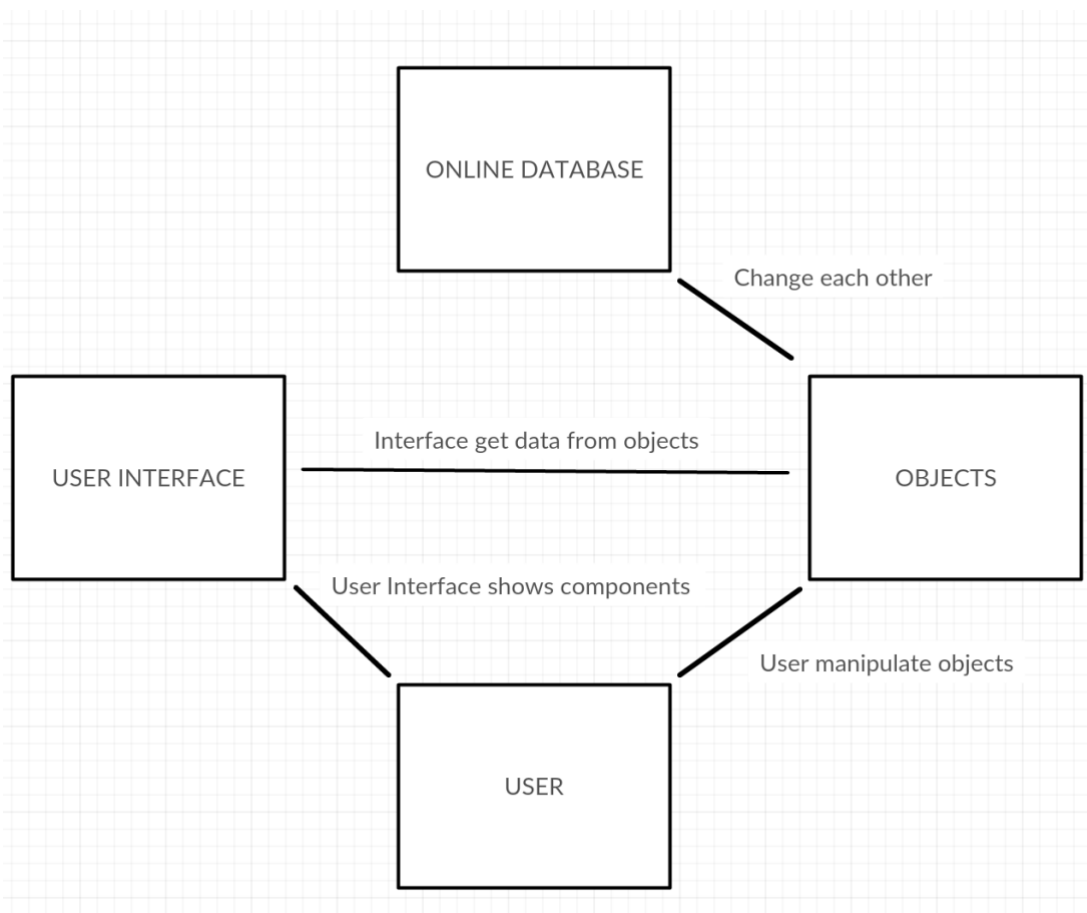 ONLINE DATABASE
Change each other
Interface get data from objects
USER INTERFACE
OBJECTS
User Interface shows components
User manipulate objects
USER